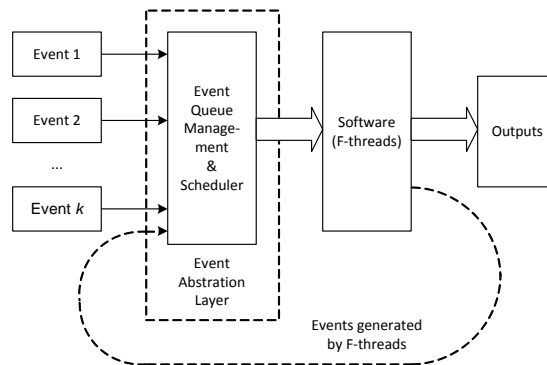 Event 1
Event 2
...
Event k
Event
Queue
Manage-
ment
&
Scheduler
Event
Abstration
Layer
Software
(F-threads)
Outputs
Events generated
by F-threads